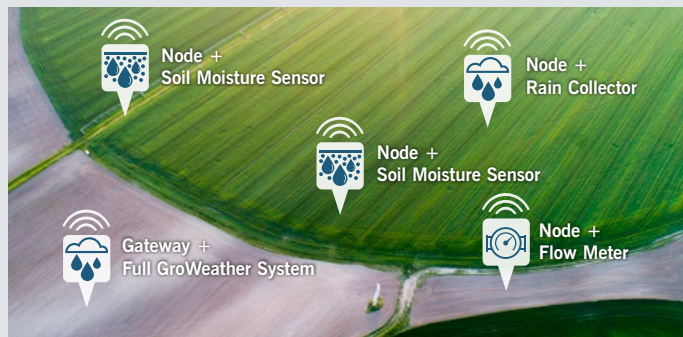 Node +
Soil Moisture Sensor
Node +
Rain Collector
Node +
Soil Moisture Sensor
Gateway +
Full GroWeather System
Node +
Flow Meter